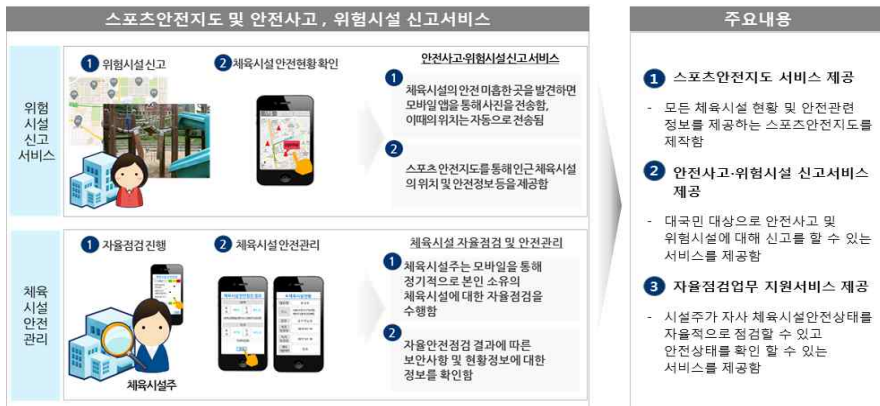 스포츠안전지도 및 안전사고 , 위험시설 신고서비스
위험
시설
신고
서비스
1 위험시설 신고
2 체육시설 안전현황 확인
안전사고·위험시설 신고 서비스
1 체육시설의 안전 미흡한 곳을 발견하면
모바일 앱을 통해 사진을 전송함,
이때의 위치는 자동으로 전송됨
2 스포츠 안전지도를 통해 인근 체육시설
의 위치 및 안전정보 등을 제공함
체육
시설
안전
관리
1 자율점검 진행
체육시설주
2 체육시설 안전관리
체육시설 자율점검 및 안전관리
1 체육시설주는 모바일을 통해
정기적으로 본인 소유의
체육시설에 대한 자율점검을
수행함
2 자율안전점검 결과에 따른
보안사항 및 현황정보에 대한
정보를 확인함
주요내용
1 스포츠안전지도 서비스 제공
- 모든 체육시설 현황 및 안전관련
정보를 제공하는 스포츠안전지도를
제작함
2 안전사고·위험시설 신고서비스
제공
- 대국민 대상으로 안전사고 및
위험시설에 대해 신고를 할 수 있는
서비스를 제공함
3 자율점검업무 지원서비스 제공
- 시설주가 자사 체육시설안전상태를
자율적으로 점검할 수 있고
안전상태를 확인 할 수 있는
서비스를 제공함